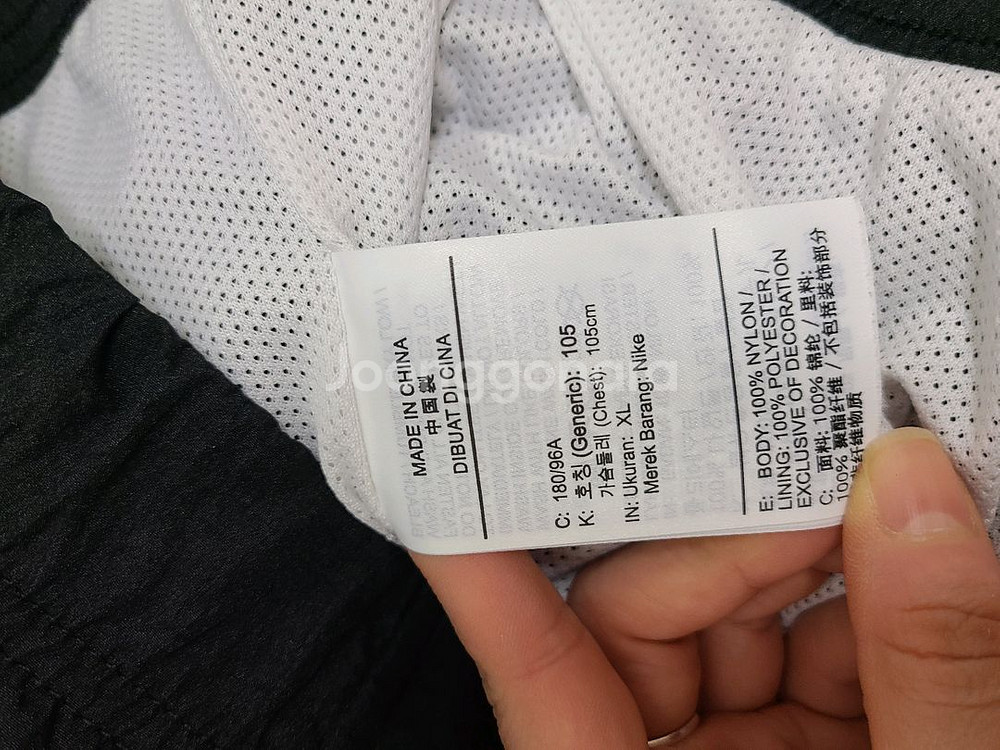 MADE IN CHINA
中国製
DIBUAT DI CINA
C: 180/96A
K: 호칭 (Generic): 105
가슴둘레 (Chest): 105cm
IN: Ukuran: XL
Merek Barang: Nike
E: BODY: 100% NYLON /
LINING: 100% POLYESTER /
EXCLUSIVE OF DECORATION
C: 面料: 100% 锦纶 / 里料:
100% 聚酯纤维 / 不包括装饰部分
纤维物质
Joonggonara